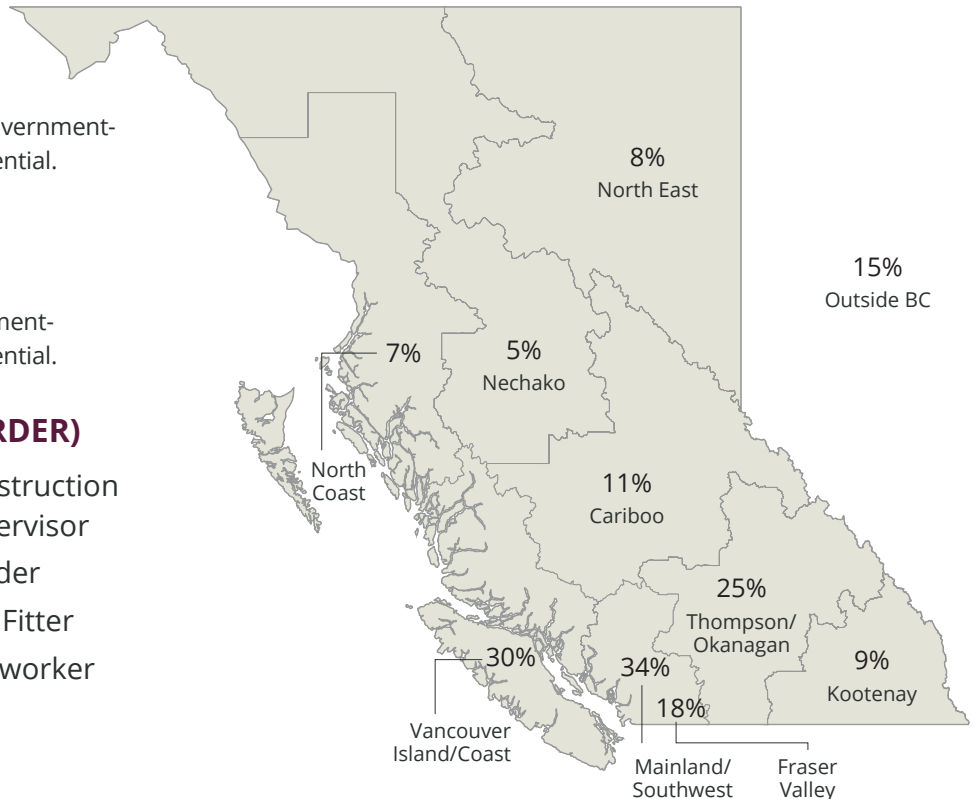 vernment-
ential.
ment-
ential.
RDER)
struction
ervisor
der
Fitter
worker
8%
North East
15%
Outside BC
7%
North
Coast
5%
Nechako
11%
Cariboo
25%
Thompson/
Okanagan
9%
Kootenay
30%
Vancouver
Island/Coast
34%
Mainland/
Southwest
18%
Fraser
Valley